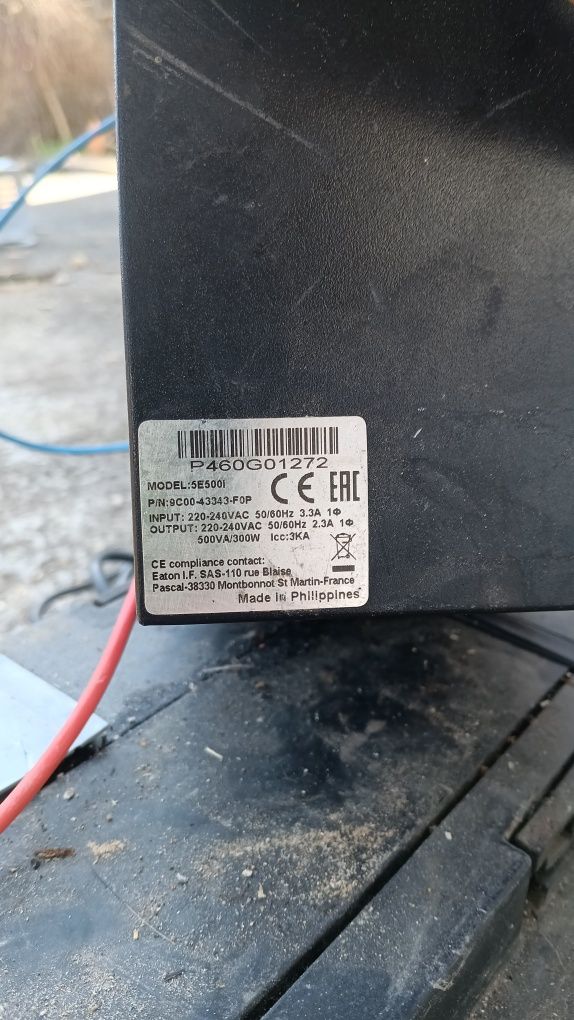 P460G01272
MODEL:5E500I
CE EAC
P/N:9C00-43343-F0P
INPUT: 220-240VAC 50/60Hz 3.3A 1Φ
OUTPUT: 220-240VAC 50/60Hz 2.3A 1Φ
500VA/300W Icc:3KA
CE compliance contact:
Eaton I.F. SAS-110 rue Blaise
Pascal-38330 Montbonnot St Martin-France
Made in Philippines